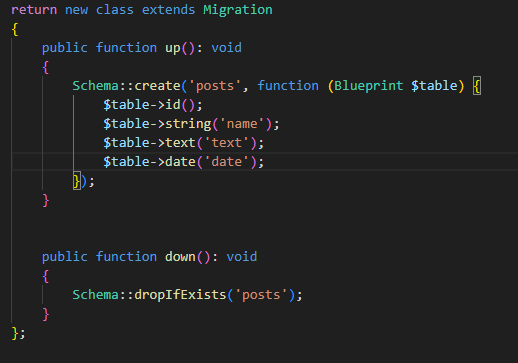 return new class extends Migration
{
    public function up(): void
    {
        Schema::create('posts', function (Blueprint $table) {
            $table->id();
            $table->string('name');
            $table->text('text');
            $table->date('date');
        });
    }

    public function down(): void
    {
        Schema::dropIfExists('posts');
    }
};